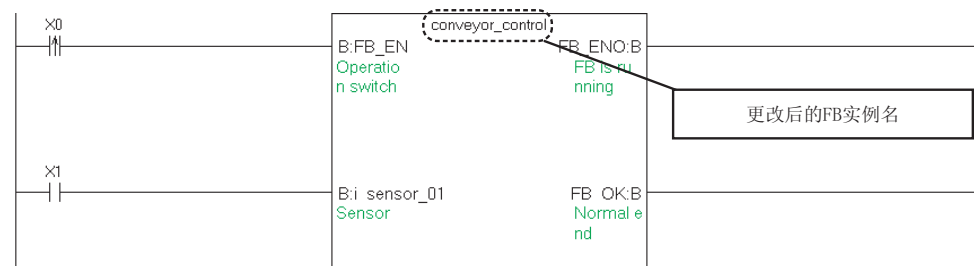 X0
conveyor_control
B:FB_EN
FB_ENO:B
Operatio
n switch
FB is ru
nning
更改后的FB实例名
X1
B:i_sensor_01
FB_OK:B
Sensor
Normal e
nd